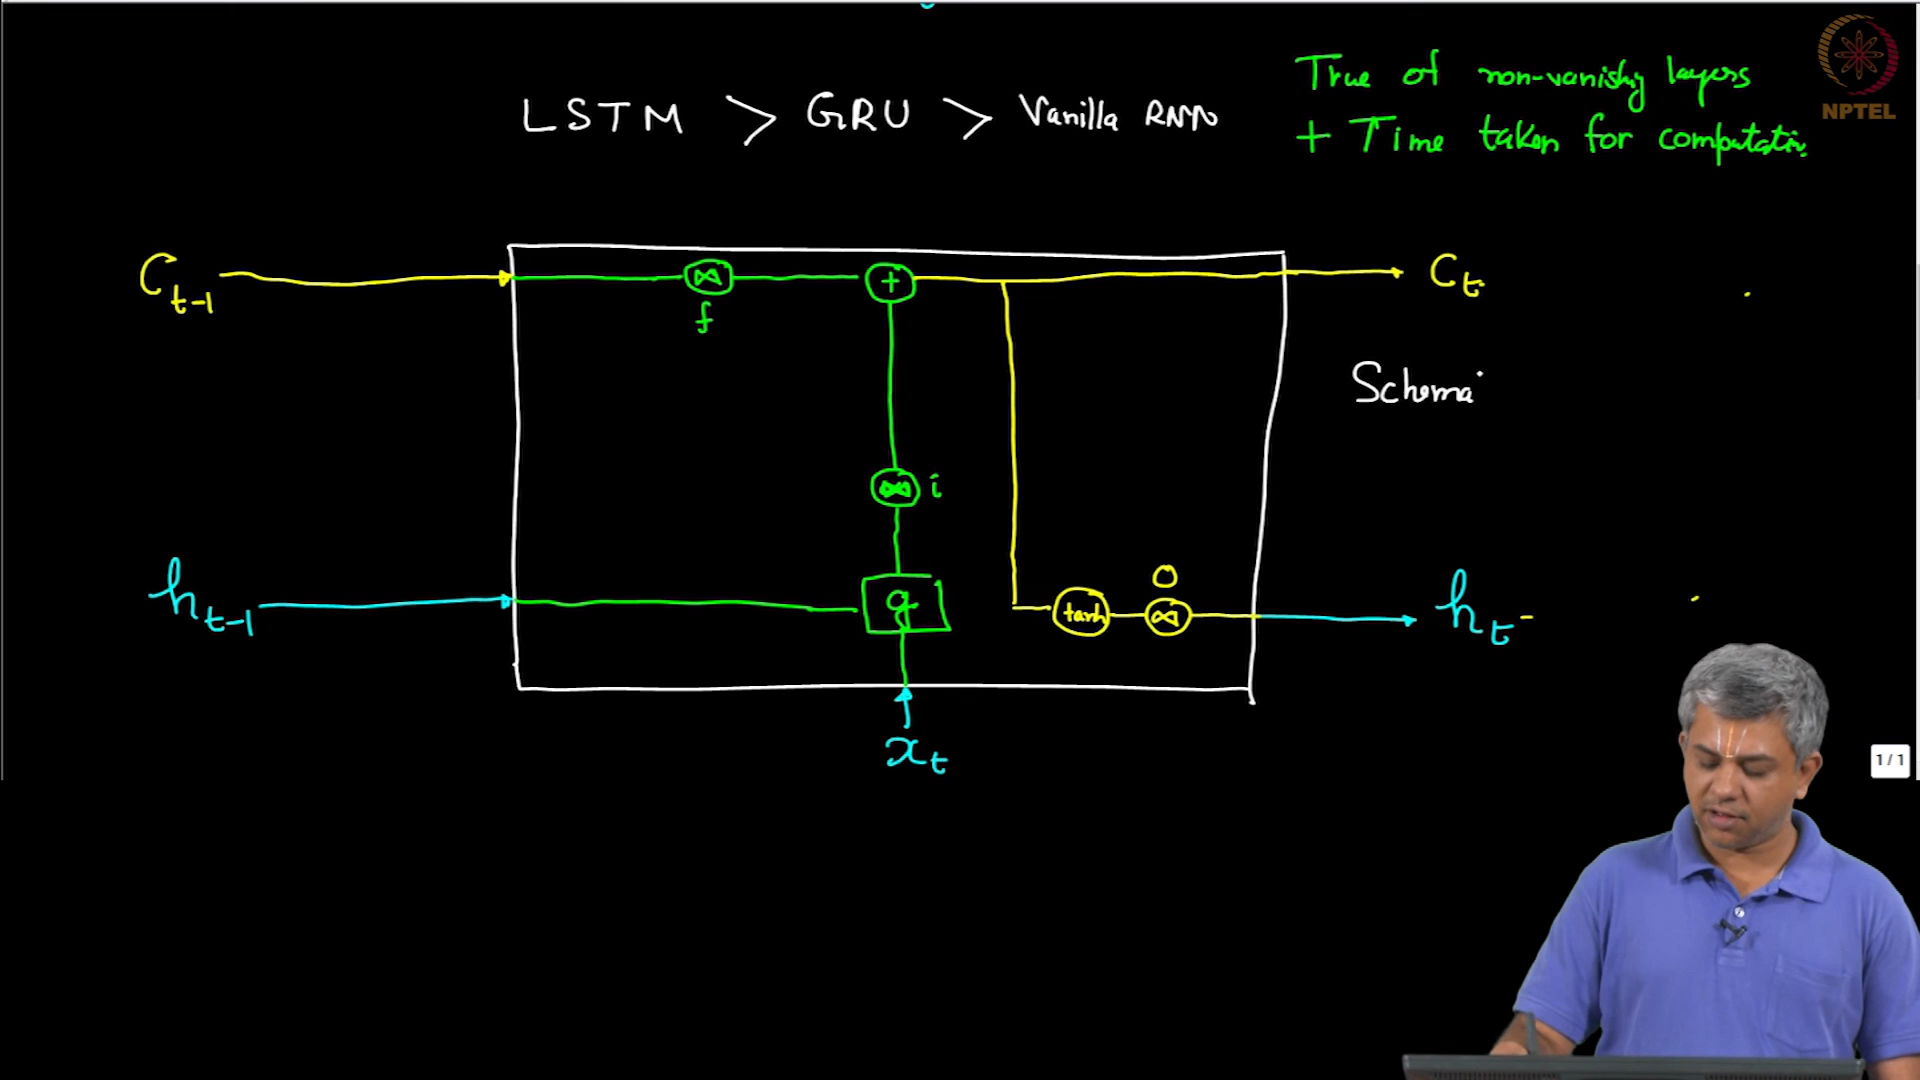 True of non-vanishing layers
LSTM > GRU > Vanilla RNN
+ Time taken for computation
NPTEL
C t-1
f
+
C t
Schema
i
h t-1
g
tanh
O
h t
x t
1 / 1